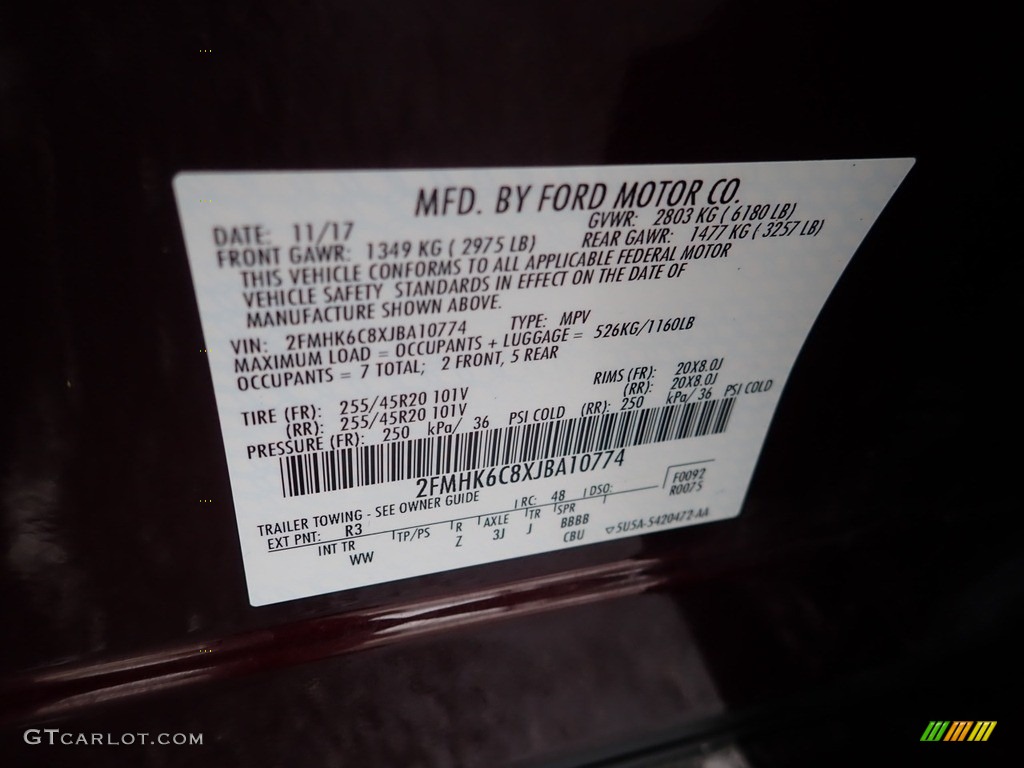 MFD. BY FORD MOTOR CO.
DATE: 11/17 GVWR: 2803 KG ( 6180 LB)
FRONT GAWR: 1349 KG ( 2975 LB) REAR GAWR: 1477 KG ( 3257 LB)
THIS VEHICLE CONFORMS TO ALL APPLICABLE FEDERAL MOTOR
VEHICLE SAFETY STANDARDS IN EFFECT ON THE DATE OF
MANUFACTURE SHOWN ABOVE.
VIN: 2FMHK6C8XJBA10774 TYPE: MPV
MAXIMUM LOAD = OCCUPANTS + LUGGAGE = 526KG/1160LB
OCCUPANTS = 7 TOTAL; 2 FRONT, 5 REAR
TIRE (FR): 255/45R20 101V RIMS (FR): 20X8.0J
(RR): 255/45R20 101V (RR): 20X8.0J
PRESSURE (FR): 250 kPa/ 36 PSI COLD (RR): 250 kPa/ 36 PSI COLD
2FMHK6C8XJBA10774
TRAILER TOWING - SEE OWNER GUIDE
F0092
R0075
EXT PNT: R3 RC: 48 DSO:
INT TR TP/PS R AXLE TR SPR
WW Z 3J J BBBB
CBU 5U5A-5420472-AA
GTCARLOT.COM